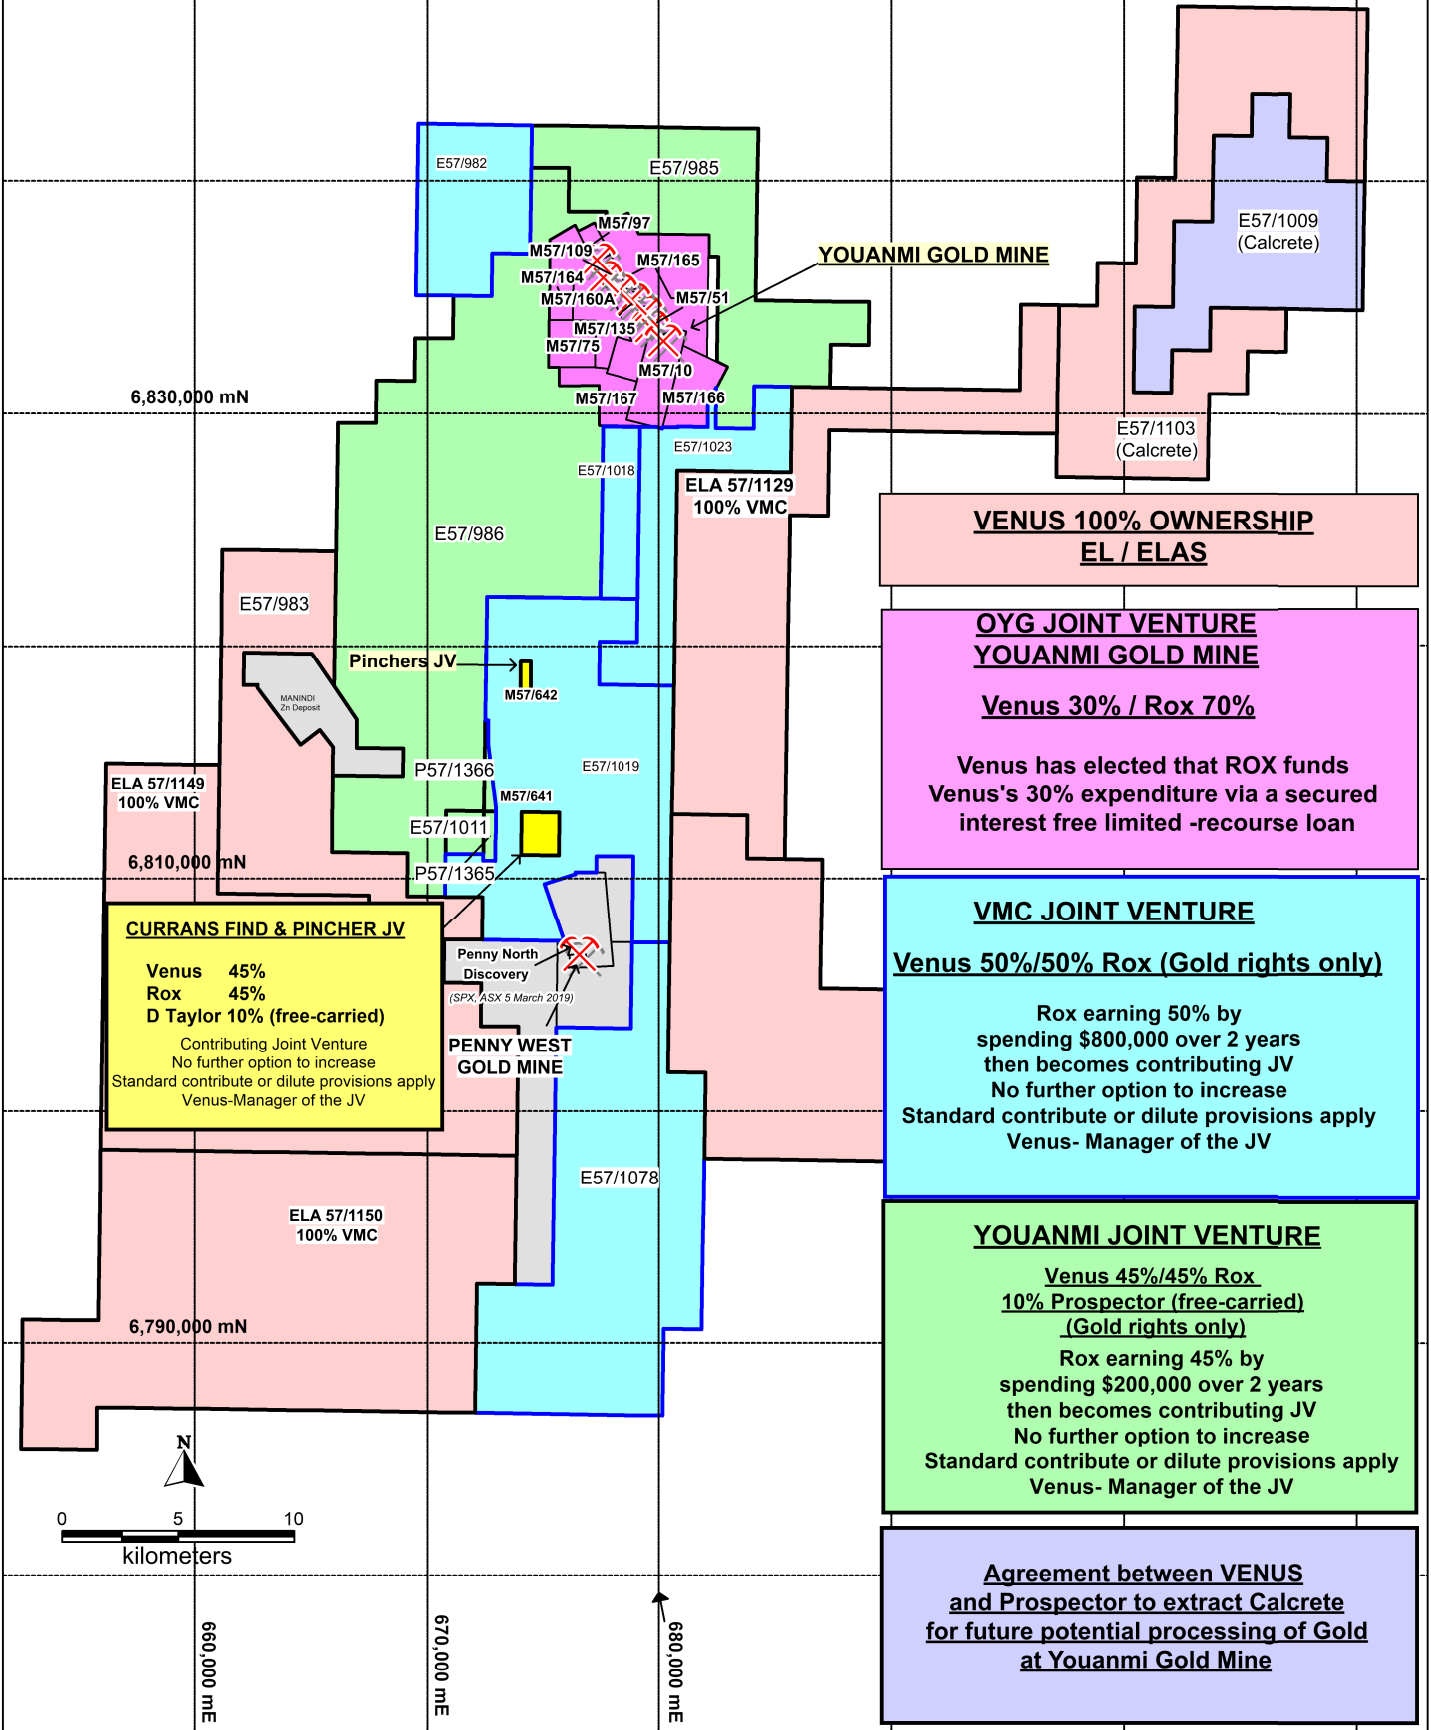 E57/982
E57/985
M57/97
M57/109
M57/165
M57/164
M57/160A
M57/51
M57/135
M57/75
M57/10
M57/167
M57/166
YOUANMI GOLD MINE
E57/1009
(Calcrete)
6,830,000 mN
E57/1103
(Calcrete)
E57/1023
E57/1018
ELA 57/1129
100% VMC
E57/986
E57/983
Pinchers JV
M57/642
MANINDI
Zn Deposit
E57/1019
P57/1366
ELA 57/1149
100% VMC
M57/641
E57/1011
6,810,000 mN
P57/1365
CURRANS FIND & PINCHER JV
Venus 45%
Rox 45%
D Taylor 10% (free-carried)
Contributing Joint Venture
No further option to increase
Standard contribute or dilute provisions apply
Venus-Manager of the JV
Penny North
Discovery
(SPX, ASX 5 March 2019)
PENNY WEST
GOLD MINE
E57/1078
ELA 57/1150
100% VMC
6,790,000 mN
VENUS 100% OWNERSHIP
EL / ELAS
OYG JOINT VENTURE
YOUANMI GOLD MINE
Venus 30% / Rox 70%
Venus has elected that ROX funds
Venus's 30% expenditure via a secured
interest free limited -recourse loan
VMC JOINT VENTURE
Venus 50%/50% Rox (Gold rights only)
Rox earning 50% by
spending $800,000 over 2 years
then becomes contributing JV
No further option to increase
Standard contribute or dilute provisions apply
Venus- Manager of the JV
YOUANMI JOINT VENTURE
Venus 45%/45% Rox
10% Prospector (free-carried)
(Gold rights only)
Rox earning 45% by
spending $200,000 over 2 years
then becomes contributing JV
No further option to increase
Standard contribute or dilute provisions apply
Venus- Manager of the JV
Agreement between VENUS
and Prospector to extract Calcrete
for future potential processing of Gold
at Youanmi Gold Mine
N
0 5 10
kilometers
660,000 mE
670,000 mE
680,000 mE